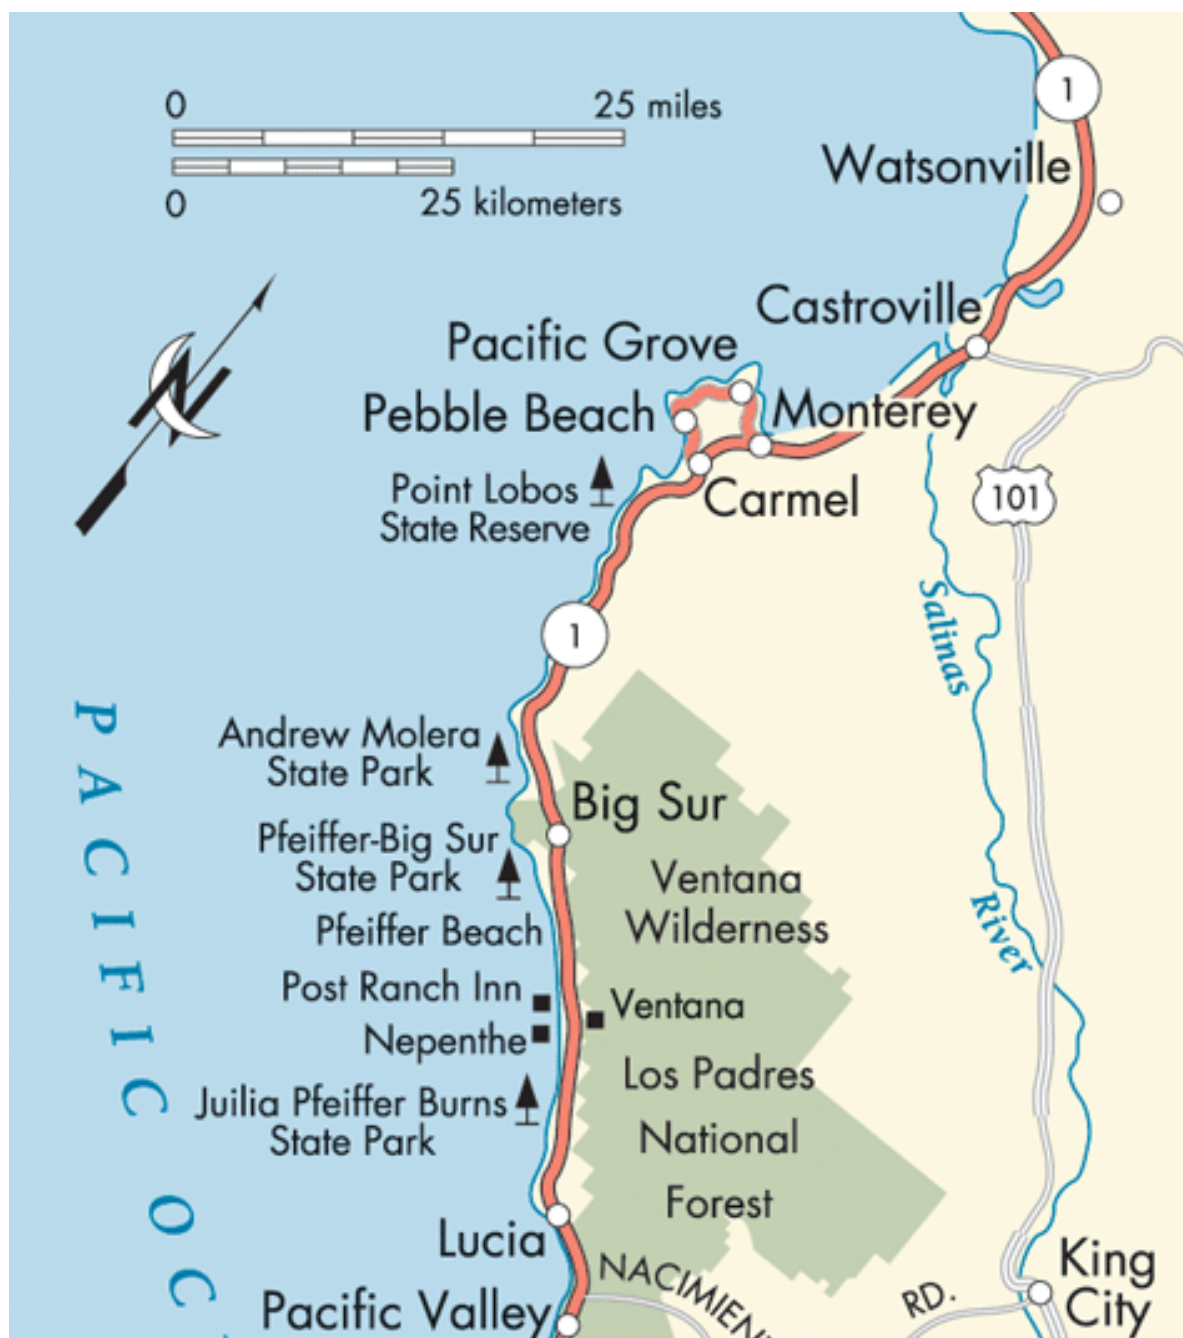 0
25 miles
0
25 kilometers
1
Watsonville
Castroville
Pacific Grove
Pebble Beach
Monterey
N
Point Lobos
State Reserve
Carmel
101
Salinas
River
1
PACIFIC OC
Andrew Molera
State Park
Big Sur
Pfeiffer-Big Sur
State Park
Ventana
Wilderness
Pfeiffer Beach
Post Ranch Inn
Ventana
Nepenthe
Los Padres
National
Forest
Juilia Pfeiffer Burns
State Park
Lucia
King
City
NACIMIEN
RD.
Pacific Valley